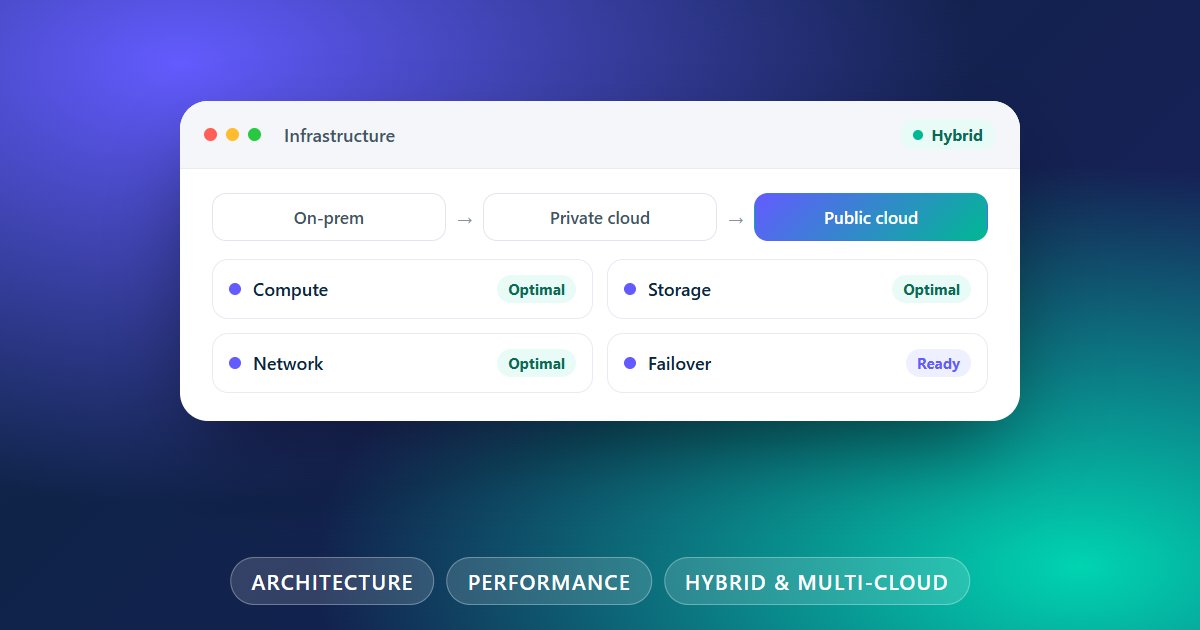 Infrastructure
Hybrid
On-prem → Private cloud → Public cloud
Compute
Optimal
Storage
Optimal
Network
Optimal
Failover
Ready
ARCHITECTURE
PERFORMANCE
HYBRID & MULTI-CLOUD